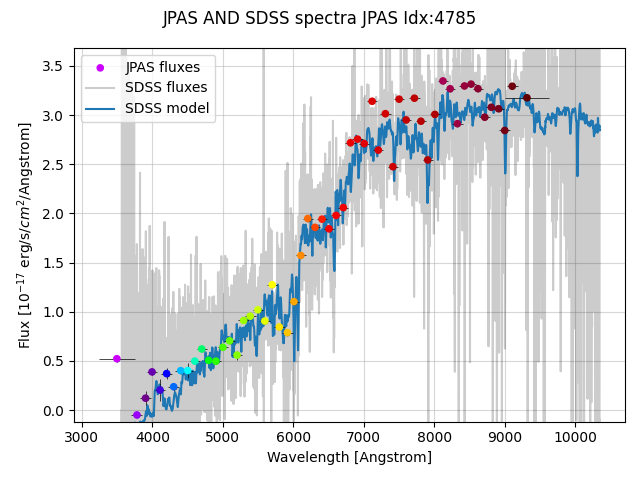 JPAS AND SDSS spectra JPAS Idx:4785
JPAS fluxes
SDSS fluxes
SDSS model
Flux [10⁻¹⁷ erg/s/cm²/Angstrom]
3.5
3.0
2.5
2.0
1.5
1.0
0.5
0.0
3000 4000 5000 6000 7000 8000 9000 10000
Wavelength [Angstrom]